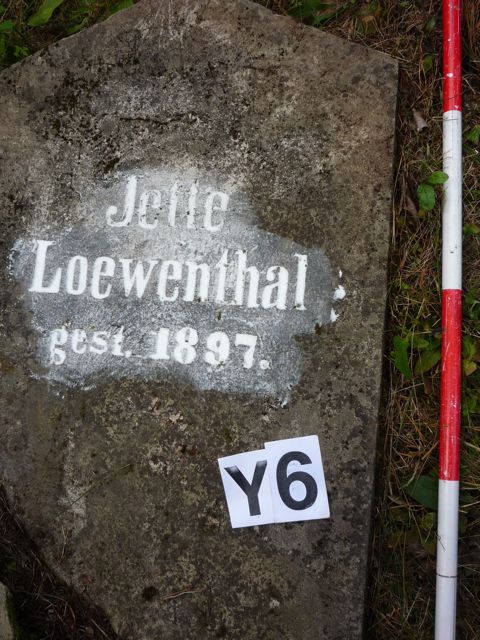 Jette
Loewenthal
gest. 1897.
Y6